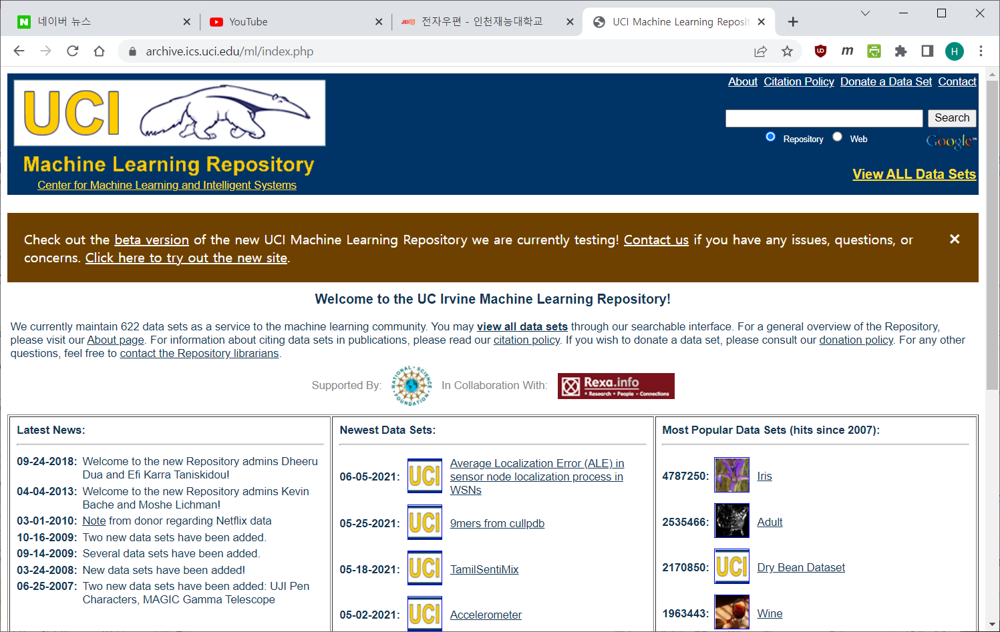 네이버 뉴스
YouTube
JEIU 전자우편 - 인천재능대학교
UCI Machine Learning Reposit
archive.ics.uci.edu/ml/index.php
H
UCI
Machine Learning Repository
Center for Machine Learning and Intelligent Systems
About Citation Policy Donate a Data Set Contact
Search
Repository Web
Google™
View ALL Data Sets
Check out the beta version of the new UCI Machine Learning Repository we are currently testing! Contact us if you have any issues, questions, or
concerns. Click here to try out the new site.
Welcome to the UC Irvine Machine Learning Repository!
We currently maintain 622 data sets as a service to the machine learning community. You may view all data sets through our searchable interface. For a general overview of the Repository,
please visit our About page. For information about citing data sets in publications, please read our citation policy. If you wish to donate a data set, please consult our donation policy. For any other
questions, feel free to contact the Repository librarians.
Supported By: NATIONAL SCIENCE FOUNDATION In Collaboration With: Rexa.info
Research People Connections
Latest News:
09-24-2018: Welcome to the new Repository admins Dheeru
Dua and Efi Karra Taniskidou!
04-04-2013: Welcome to the new Repository admins Kevin
Bache and Moshe Lichman!
03-01-2010: Note from donor regarding Netflix data
10-16-2009: Two new data sets have been added.
09-14-2009: Several data sets have been added.
03-24-2008: New data sets have been added!
06-25-2007: Two new data sets have been added: UJI Pen
Characters, MAGIC Gamma Telescope
Newest Data Sets:
06-05-2021: UCI Average Localization Error (ALE) in
sensor node localization process in
WSNs
05-25-2021: UCI 9mers from cullpdb
05-18-2021: UCI TamilSentiMix
05-02-2021: UCI Accelerometer
Most Popular Data Sets (hits since 2007):
4787250: Iris
2535466: Adult
2170850: UCI Dry Bean Dataset
1963443: Wine